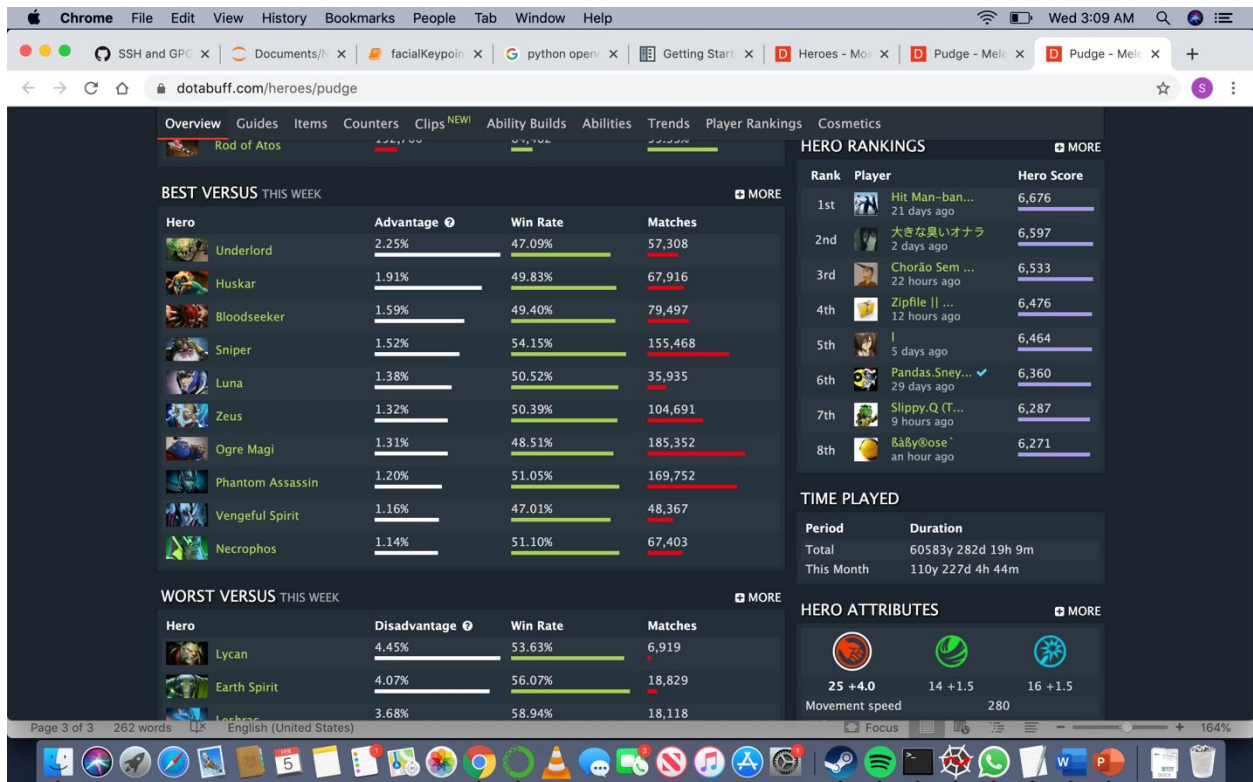 Chrome File Edit View History Bookmarks People Tab Window Help Wed 3:09 AM
SSH and GPG Documents/N facialKeypoin python openc Getting Start Heroes - Mos Pudge - Mele Pudge - Mele
dotabuff.com/heroes/pudge S
Overview Guides Items Counters Clips NEW! Ability Builds Abilities Trends Player Rankings Cosmetics
Rod of Atos
BEST VERSUS THIS WEEK MORE
Hero Advantage Win Rate Matches
Underlord 2.25% 47.09% 57,308
Huskar 1.91% 49.83% 67,916
Bloodseeker 1.59% 49.40% 79,497
Sniper 1.52% 54.15% 155,468
Luna 1.38% 50.52% 35,935
Zeus 1.32% 50.39% 104,691
Ogre Magi 1.31% 48.51% 185,352
Phantom Assassin 1.20% 51.05% 169,752
Vengeful Spirit 1.16% 47.01% 48,367
Necrophos 1.14% 51.10% 67,403
WORST VERSUS THIS WEEK MORE
Hero Disadvantage Win Rate Matches
Lycan 4.45% 53.63% 6,919
Earth Spirit 4.07% 56.07% 18,829
Leshrac 3.68% 58.94% 18,118
HERO RANKINGS MORE
Rank Player Hero Score
1st Hit Man-ban... 6,676
21 days ago
2nd 大きな臭いオナラ 6,597
2 days ago
3rd Chorão Sem ... 6,533
22 hours ago
4th Zipfile || ... 6,476
12 hours ago
5th l 6,464
5 days ago
6th Pandas.Sney... 6,360
29 days ago
7th Slippy.Q (T... 6,287
9 hours ago
8th ßàßy®ose` 6,271
an hour ago
TIME PLAYED
Period Duration
Total 60583y 282d 19h 9m
This Month 110y 227d 4h 44m
HERO ATTRIBUTES MORE
25 +4.0 14 +1.5 16 +1.5
Movement speed 280
Page 3 of 3 262 words English (United States) Focus 164%
FEB
5